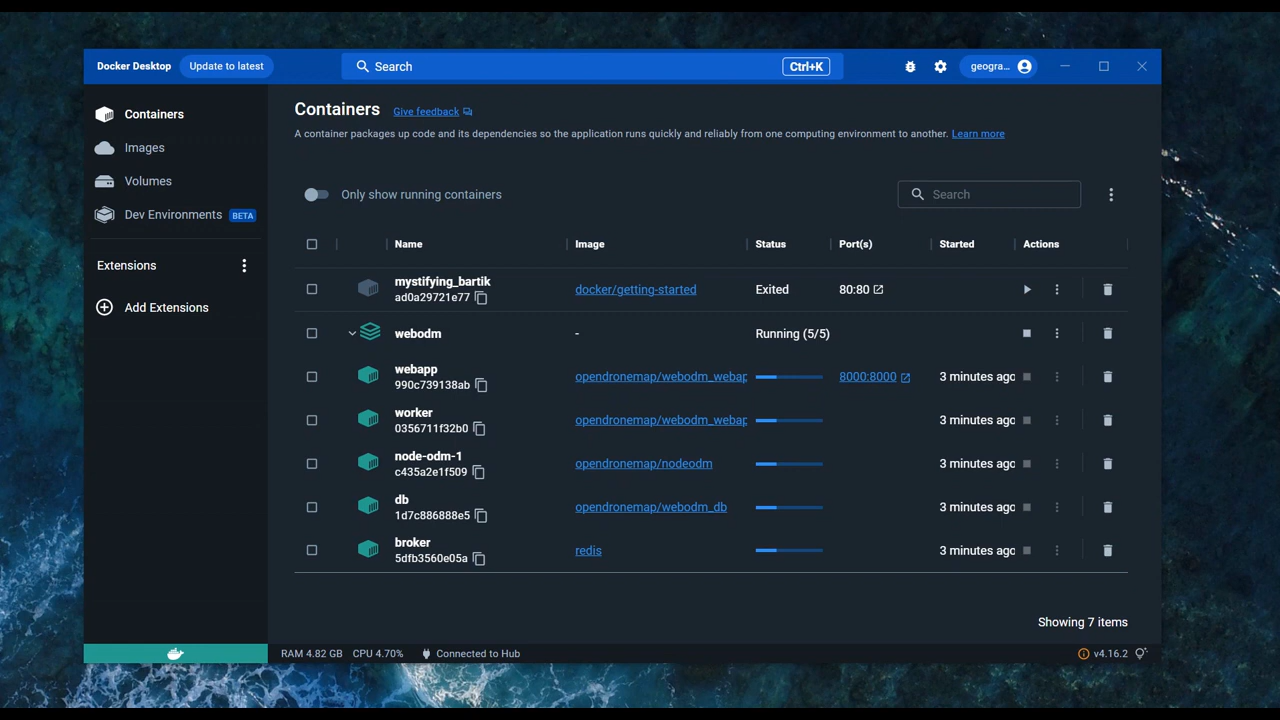 Docker Desktop
Update to latest
Search
Ctrl+K
geogra...
Containers
Images
Volumes
Dev Environments BETA
Extensions
Add Extensions
Containers Give feedback
A container packages up code and its dependencies so the application runs quickly and reliably from one computing environment to another. Learn more
Only show running containers
Search
Name Image Status Port(s) Started Actions
mystifying_bartik
ad0a29721e77
docker/getting-started
Exited
80:80
webodm
-
Running (5/5)
webapp
990c739138ab
opendronemap/webodm_webap
8000:8000
3 minutes ago
worker
0356711f32b0
opendronemap/webodm_webap
3 minutes ago
node-odm-1
c435a2e1f509
opendronemap/nodeodm
3 minutes ago
db
1d7c886888e5
opendronemap/webodm_db
3 minutes ago
broker
5dfb3560e05a
redis
3 minutes ago
Showing 7 items
RAM 4.82 GB CPU 4.70% Connected to Hub
v4.16.2